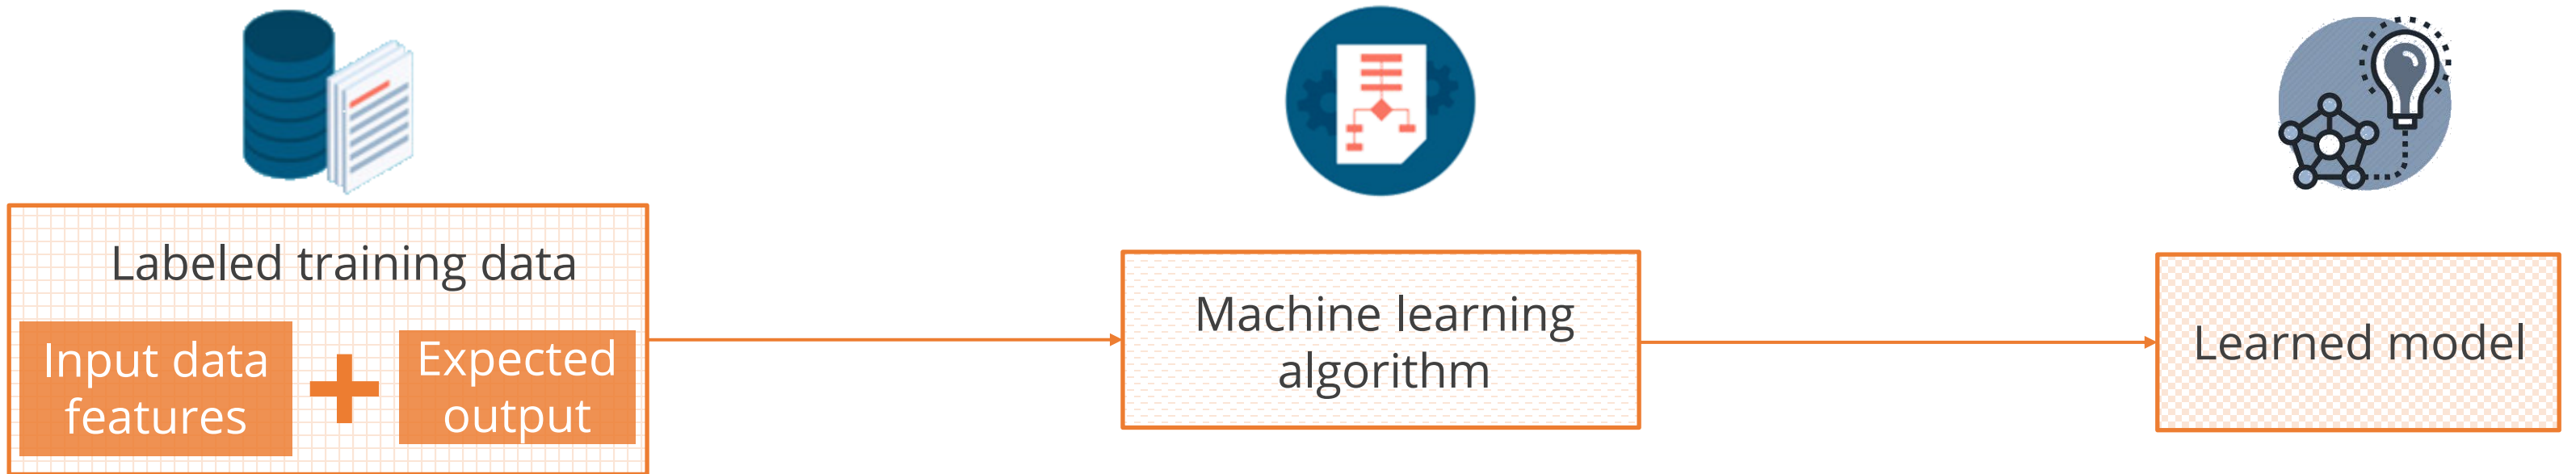 Labeled training data
Input data
features
+
Expected
output
Machine learning
algorithm
Learned model